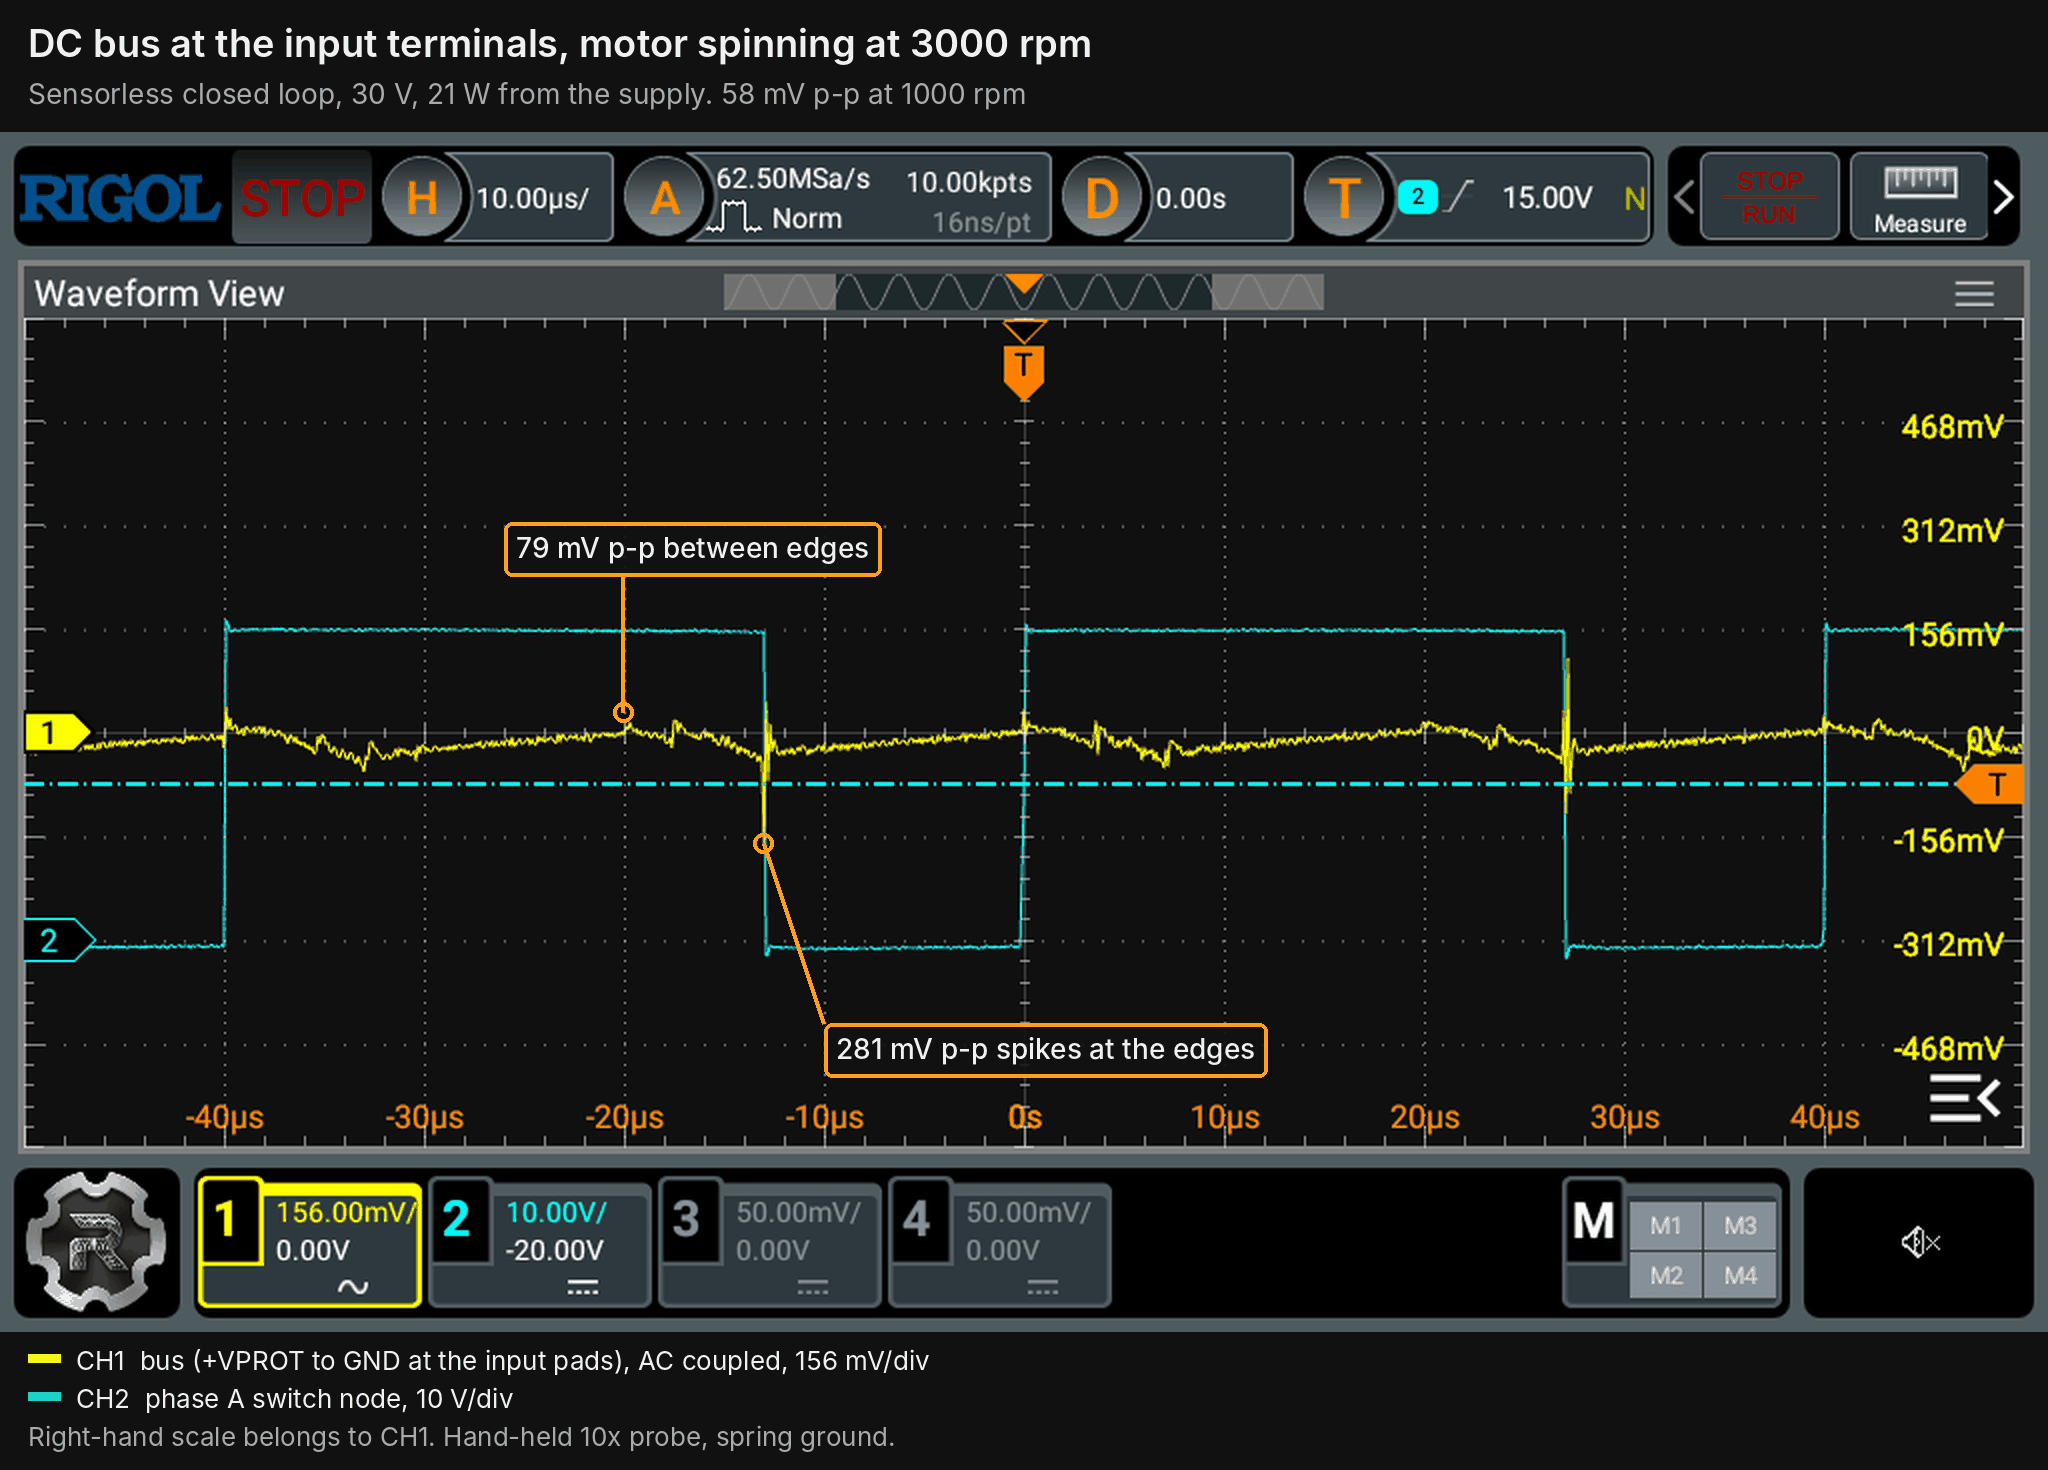 DC bus at the input terminals, motor spinning at 3000 rpm
Sensorless closed loop, 30 V, 21 W from the supply. 58 mV p-p at 1000 rpm
RIGOL STOP H 10.00µs/ A 62.50MSa/s 10.00kpts D 0.00s T 2 15.00V N STOP
Norm 16ns/pt RUN Measure
Waveform View
T
468mV
79 mV p-p between edges
312mV
156mV
1 0V
T
-156mV
2 -312mV
281 mV p-p spikes at the edges
-468mV
-40µs -30µs -20µs -10µs 0s 10µs 20µs 30µs 40µs
R 1 156.00mV/ 2 10.00V/ 3 50.00mV/ 4 50.00mV/ M M1 M3
0.00V -20.00V 0.00V 0.00V M2 M4
CH1 bus (+VPROT to GND at the input pads), AC coupled, 156 mV/div
CH2 phase A switch node, 10 V/div
Right-hand scale belongs to CH1. Hand-held 10x probe, spring ground.